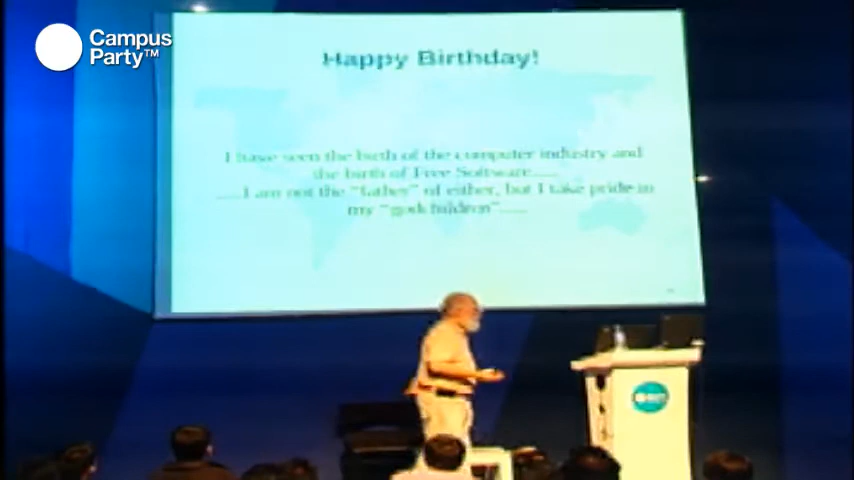 Campus
Party™
Happy Birthday!
I have seen the birth of the computer industry and
the birth of Free Software.....
.....I am not the "father" of either, but I take pride in
my "godchildren".....